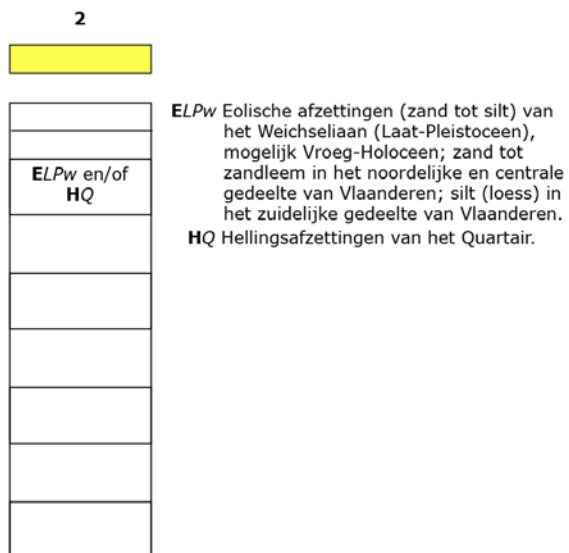 2
ELPw en/of
HQ
ELPw Eolische afzettingen (zand tot silt) van
het Weichseliaan (Laat-Pleistoceen),
mogelijk Vroeg-Holoceen; zand tot
zandleem in het noordelijke en centrale
gedeelte van Vlaanderen; silt (loess) in
het zuidelijke gedeelte van Vlaanderen.
HQ Hellingsafzettingen van het Quartair.